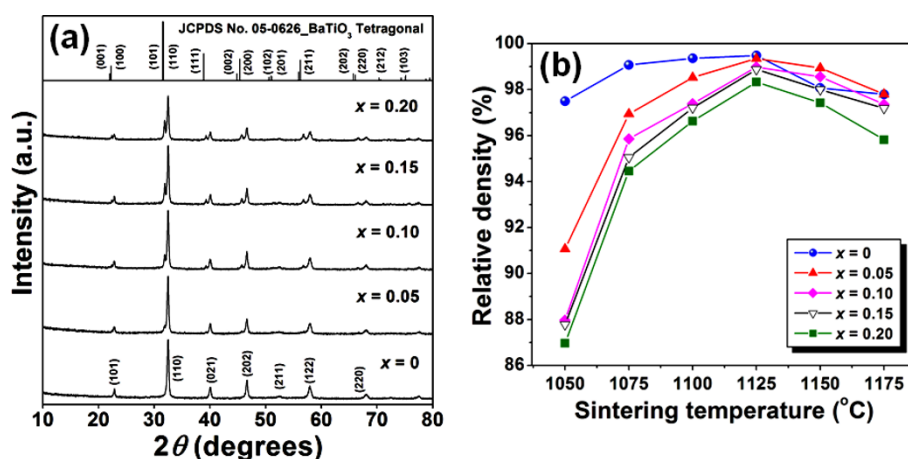 (a)
JCPDS No. 05-0626_BaTiO3 Tetragonal
(001)
(100)
(101)
(110)
(111)
(002)
(200)
(102)
(201)
(211)
(202)
(220)
(212)
(103)
x = 0.20
x = 0.15
x = 0.10
x = 0.05
x = 0
(101)
(110)
(021)
(202)
(211)
(122)
(220)
Intensity (a.u.)
10 20 30 40 50 60 70 80
2θ (degrees)
(b)
100
98
96
94
92
90
88
86
Relative density (%)
x = 0
x = 0.05
x = 0.10
x = 0.15
x = 0.20
1050 1075 1100 1125 1150 1175
Sintering temperature (°C)